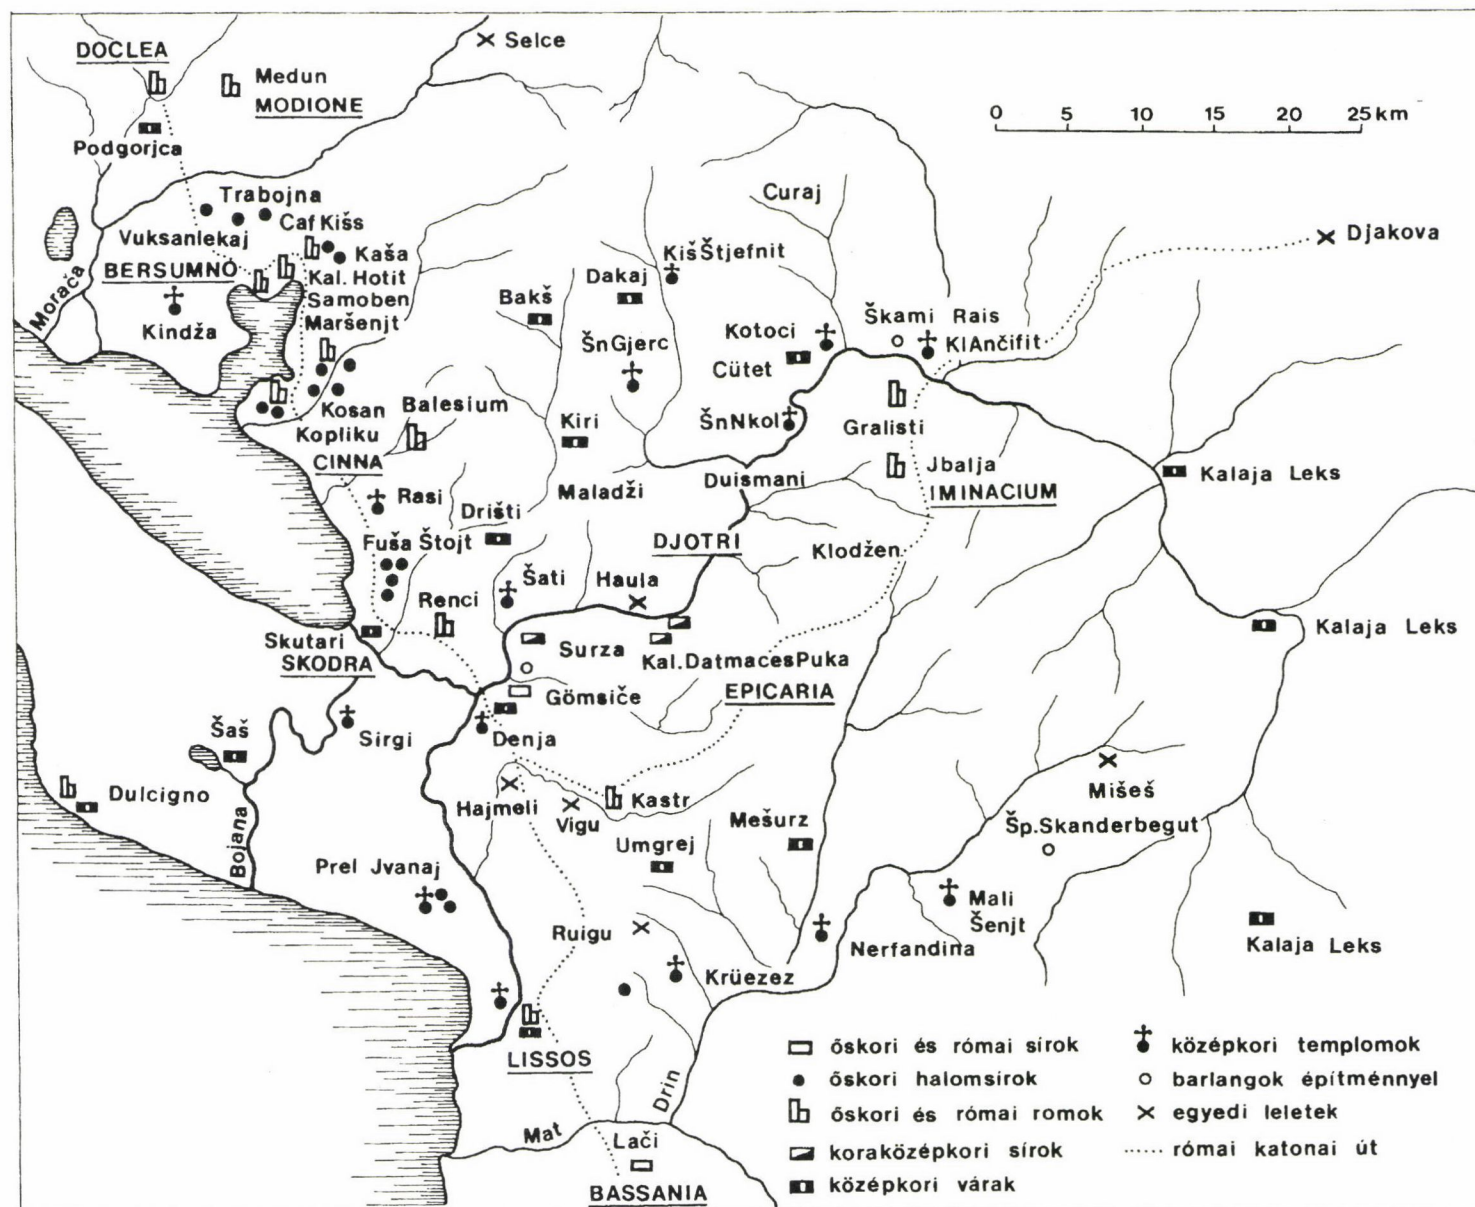 DOCLEA
Selce
Medun
MODIONE
0 5 10 15 20 25 km
Podgorjca
Trabojna
Curaj
Caf Kišs
Vuksanlekaj
Kaša
KišŠtjefnit
Djakova
BERSUMNO
Kal. Hotit
Dakaj
Morača
Samoben
Bakš
Kindža
Maršenjt
Škami Rais
Kotoci
KlAnčifit
ŠnGjerc
Cütet
Kosan
Balesium
Kopliku
Kiri
ŠnNkol
Gralisti
CINNA
Jbalja
IMINACIUM
Kalaja Leks
Duismani
Rasi
Maladži
Drišti
Fuša Štojt
DJOTRI
Klodžen
Šati
Haula
Renci
Skutari
SKODRA
Surza
Kal.Datmaces
Puka
Kalaja Leks
EPICARIA
Gömsiče
Šaš
Sirgi
Denja
Dulcigno
Hajmeli
Vigu
Kastr
Mišeš
Mešurz
Šp.Skanderbegut
Umgrej
Bojana
Prel Jvanaj
Ruigu
Mali
Šenjt
Nerfandina
Kalaja Leks
Krüezez
LISSOS
Drin
Mat
Lači
BASSANIA
őskori és római sírok
őskori halomsírok
őskori és római romok
koraközépkori sírok
középkori várak
középkori templomok
barlangok építménnyel
egyedi leletek
római katonai út